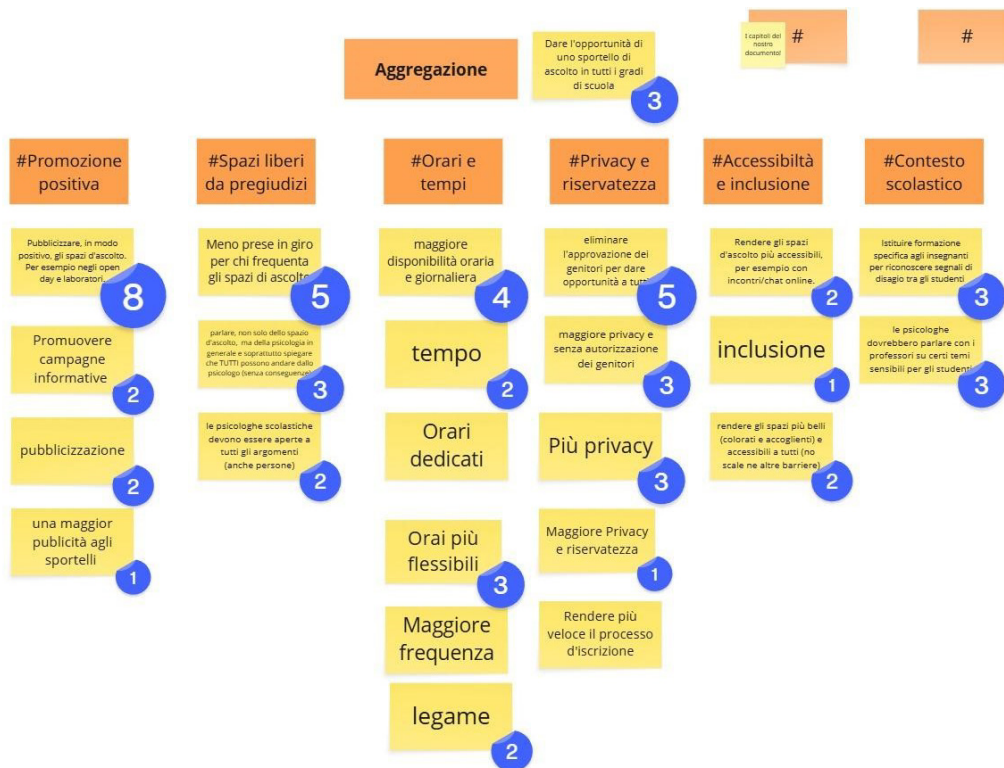 Aggregazione
Dare l'opportunità di
uno sportello di
ascolto in tutti i gradi
di scuola
3
I capitoli del
nostro
documento!
#
#
#Promozione
positiva
Pubblicizzare, in modo
positivo, gli spazi d'ascolto.
Per esempio negli open
day e laboratori.
8
Promuovere
campagne
informative
2
pubblicizzazione
2
una maggior
publicità agli
sportelli
1
#Spazi liberi
da pregiudizi
Meno prese in giro
per chi frequenta
gli spazi di ascolto
5
parlare, non solo dello spazio
d'ascolto, ma della psicologia in
generale e soprattutto spiegare
che TUTTI possono andare dallo
psicologo (senza conseguenze)
3
le psicologhe scolastiche
devono essere aperte a
tutti gli argomenti
(anche persone)
2
#Orari e
tempi
maggiore
disponibilità oraria
e giornaliera
4
tempo
2
Orari
dedicati
Orai più
flessibili
3
Maggiore
frequenza
legame
2
#Privacy e
riservatezza
eliminare
l'approvazione dei
genitori per dare
opportunità a tutti
5
maggiore privacy e
senza autorizzazione
dei genitori
3
Più privacy
3
Maggiore Privacy
e riservatezza
1
Rendere più
veloce il processo
d'iscrizione
#Accessibiltà
e inclusione
Rendere gli spazi
d'ascolto più accessibili,
per esempio con
incontri/chat online.
2
inclusione
1
rendere gli spazi più belli
(colorati e accoglienti) e
accessibili a tutti (no
scale ne altre barriere)
2
#Contesto
scolastico
Istituire formazione
specifica agli insegnanti
per riconoscere segnali di
disagio tra gli studenti
3
le psicologhe
dovrebbero parlare con i
professori su certi temi
sensibili per gli studenti
3